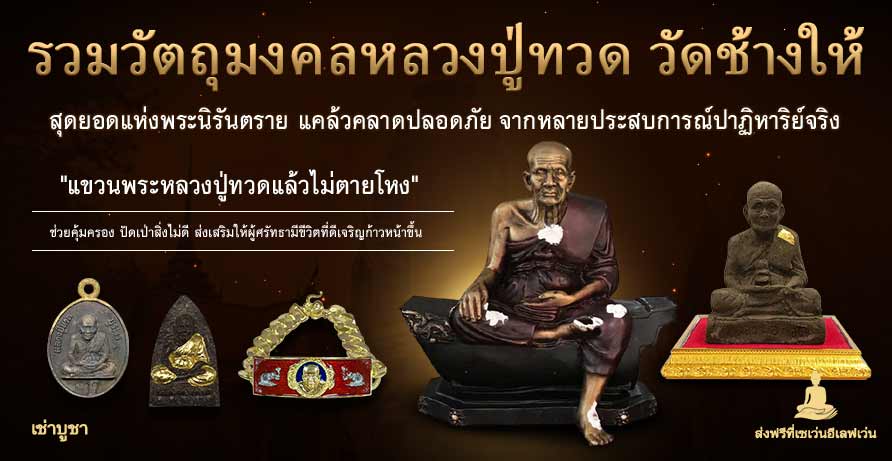 รวมวัตถุมงคลหลวงปู่ทวด วัดช้างให้
สุดยอดแห่งพระนิรันตราย แคล้วคลาดปลอดภัย จากหลายประสบการณ์ปาฏิหาริย์จริง
"แขวนพระหลวงปู่ทวดแล้วไม่ตายโหง"
ช่วยคุ้มครอง ปัดเป่าสิ่งไม่ดี ส่งเสริมให้ผู้ศรัทธามีชีวิตที่ดีเจริญก้าวหน้าขึ้น
เช่าบูชา
ส่งฟรีที่เซเว่นอีเลฟเว่น